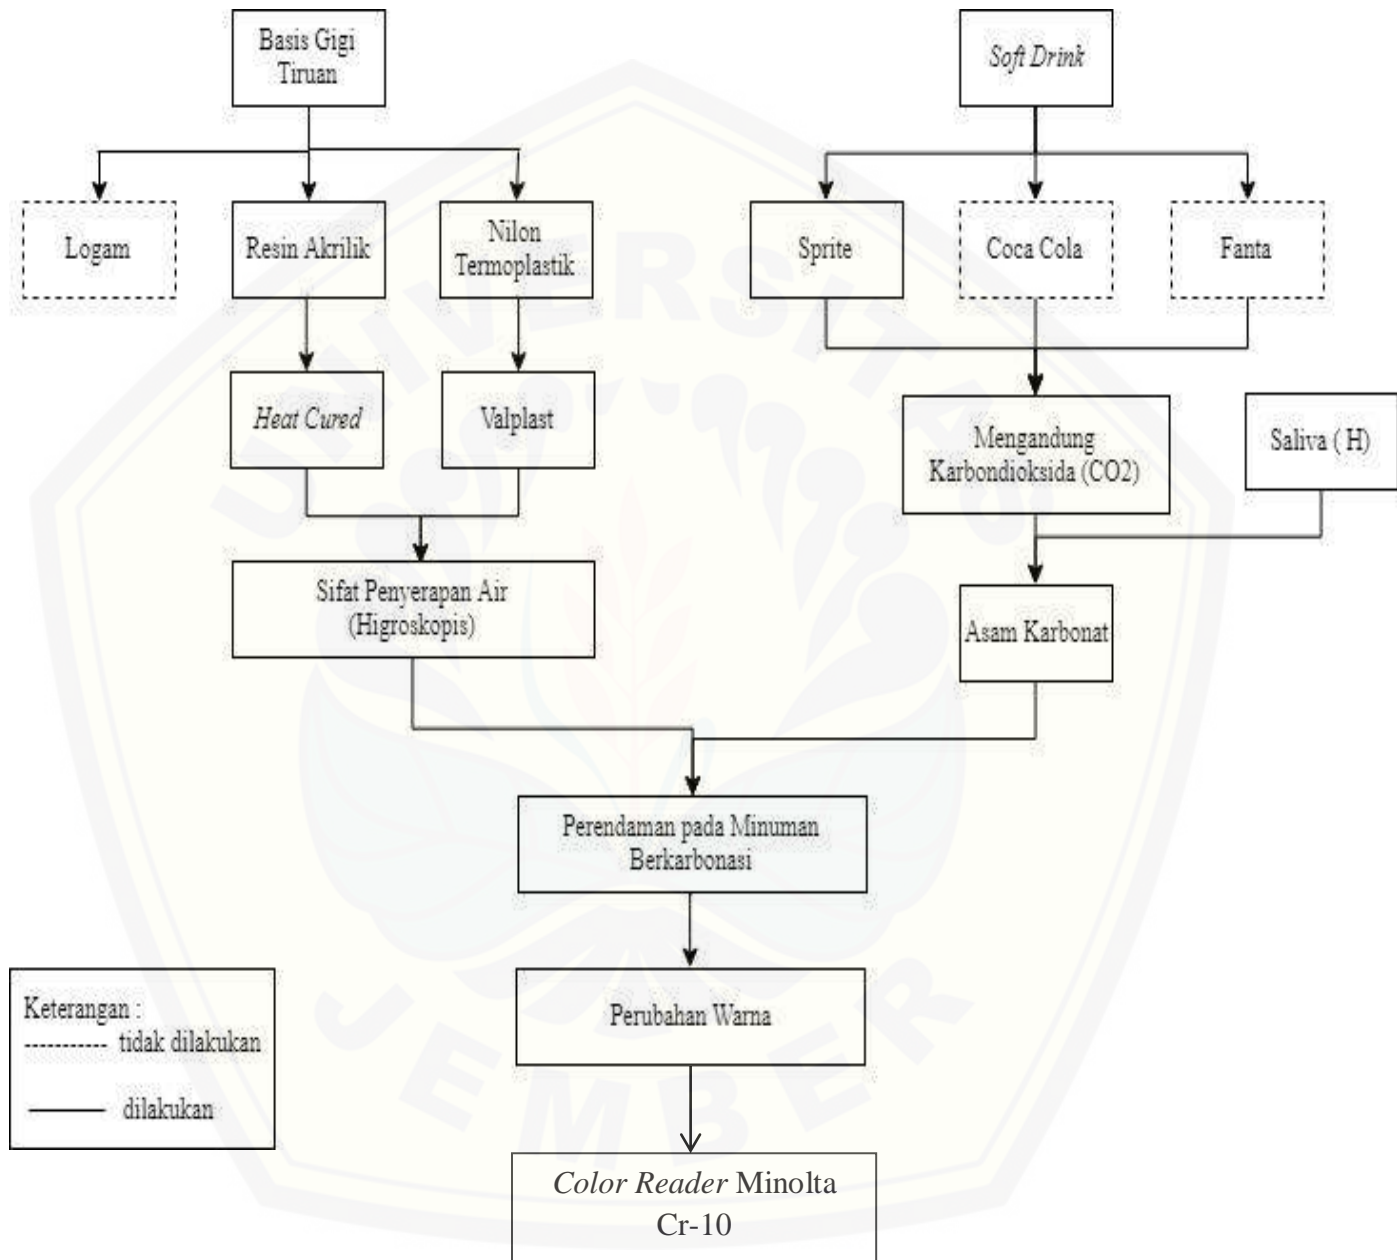 Basis Gigi
Tiruan
Soft Drink
Logam
Resin Akrilik
Nilon
Termoplastik
Sprite
Coca Cola
Fanta
Heat Cured
Valplast
Mengandung
Karbondioksida (CO2)
Saliva ( H)
Sifat Penyerapan Air
(Higroskopis)
Asam Karbonat
Perendaman pada Minuman
Berkarbonasi
Perubahan Warna
Keterangan :
tidak dilakukan
dilakukan
Color Reader Minolta
Cr-10
UNIVERSITAS
JEMBER